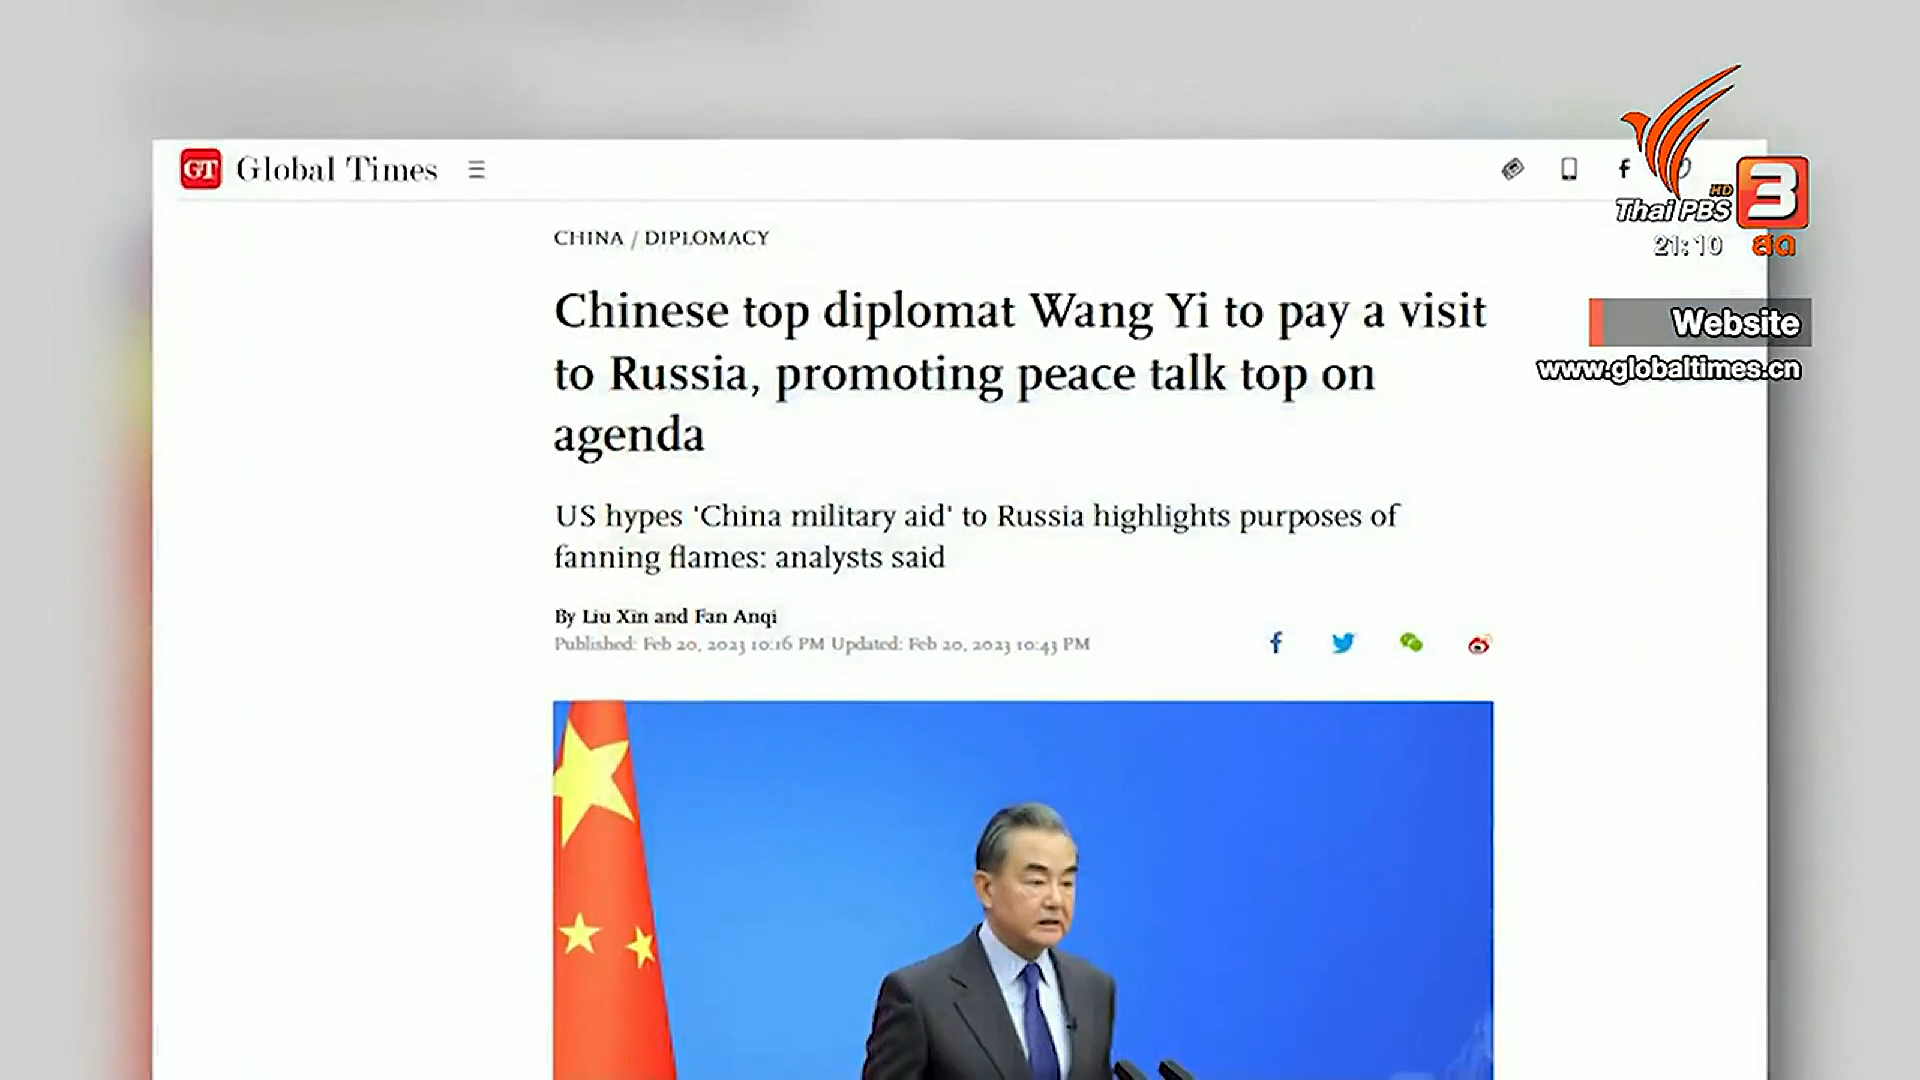 GT Global Times
CHINA / DIPLOMACY
Chinese top diplomat Wang Yi to pay a visit
to Russia, promoting peace talk top on
agenda
US hypes 'China military aid' to Russia highlights purposes of
fanning flames: analysts said
By Liu Xin and Fan Anqi
Published: Feb 20, 2023 10:16 PM Updated: Feb 20, 2023 10:43 PM
Thai PBS HD 3
21:10 สด
Website
www.globaltimes.cn